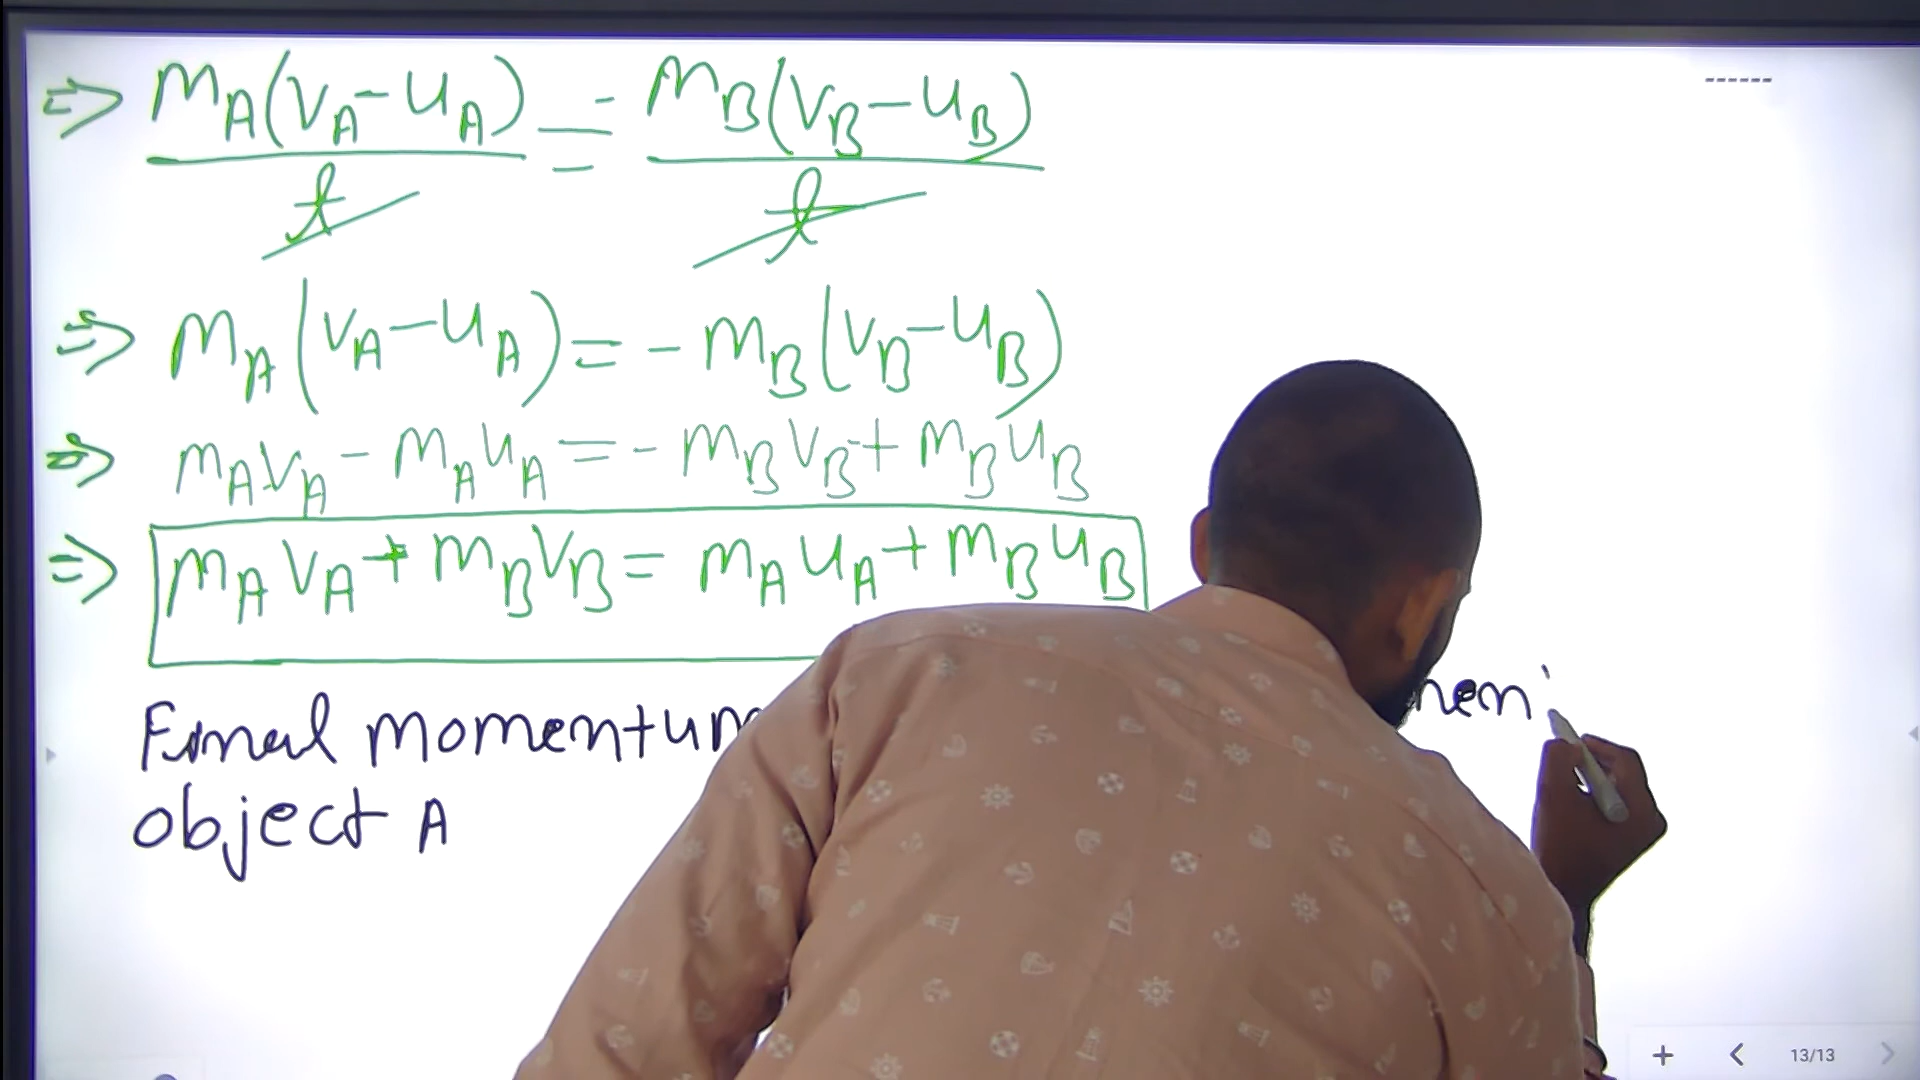 ------
⇒ mA(vA-uA)/t = - mB(vB-uB)/t
⇒ mA(vA-uA) = - mB(vB-uB)
⇒ mAvA - mAuA = - mBvB + mBuB
⇒ mAvA + mBvB = mAuA + mBuB
Final momentum
object A
13/13